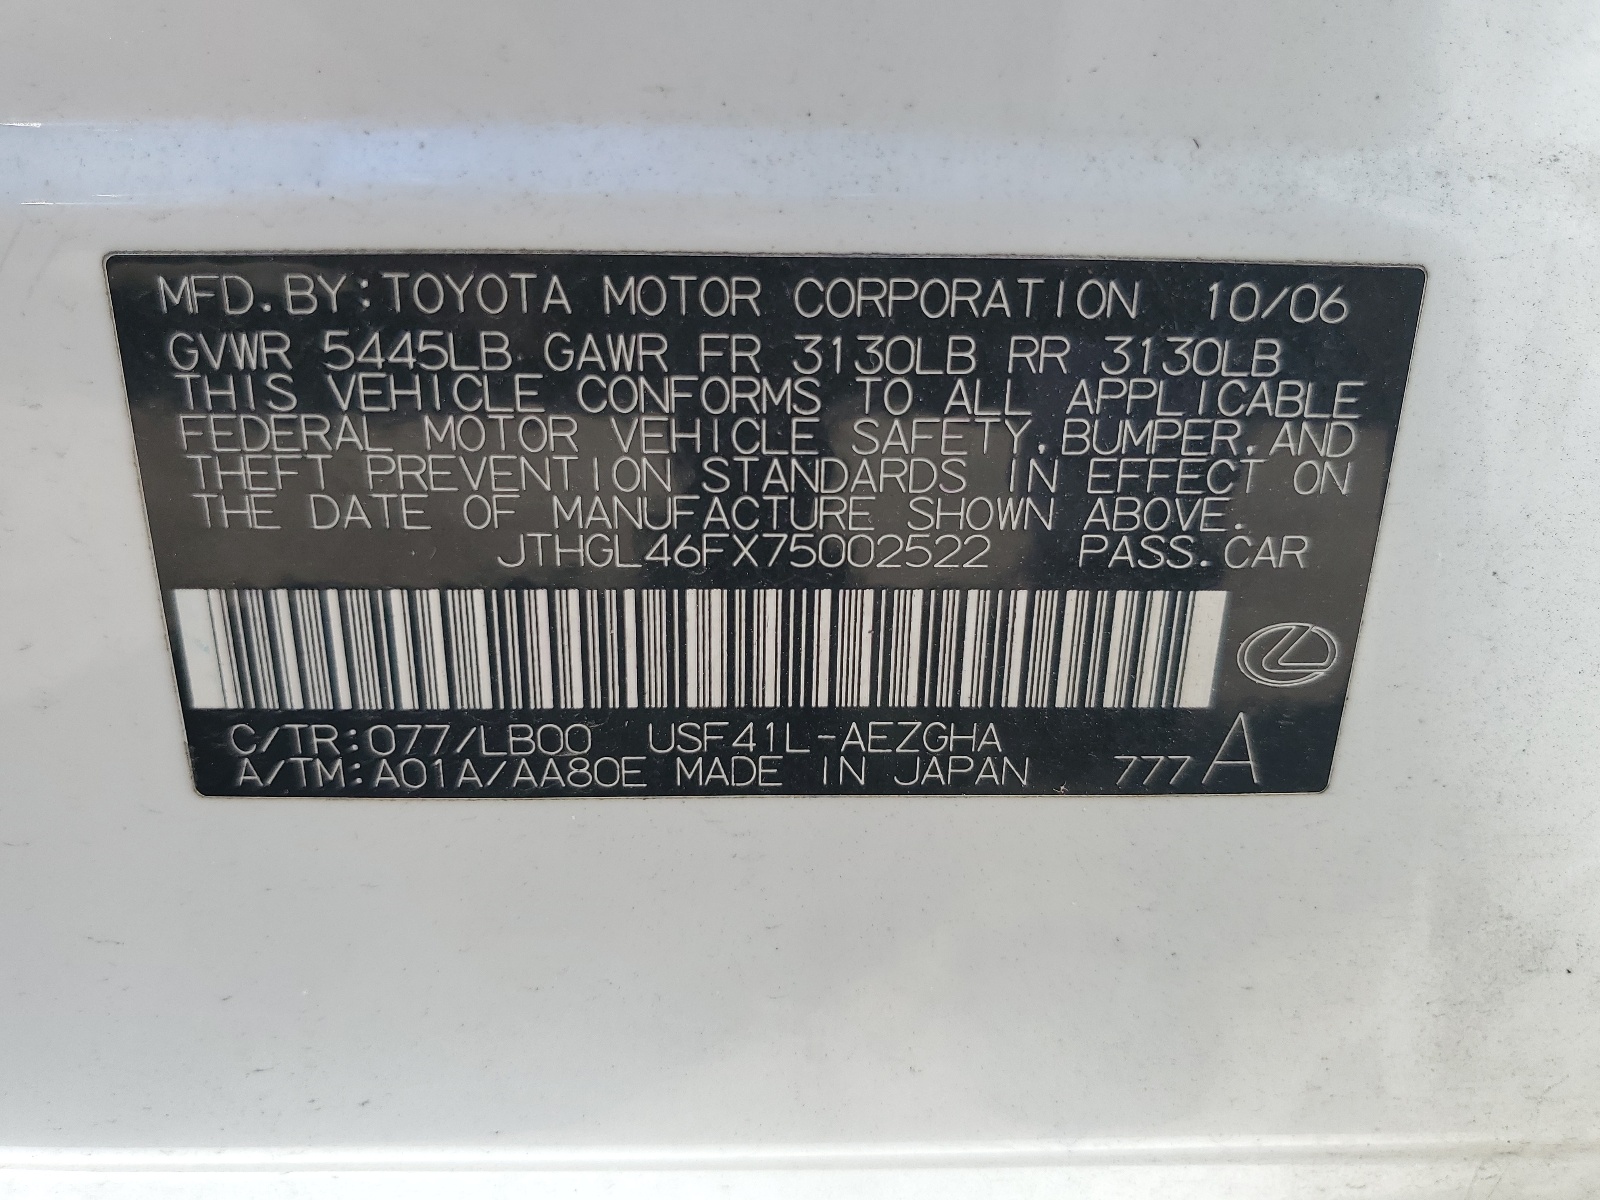 MFD.BY:TOYOTA MOTOR CORPORATION 10/06
GVWR 5445LB GAWR FR 3130LB RR 3130LB
THIS VEHICLE CONFORMS TO ALL APPLICABLE
FEDERAL MOTOR VEHICLE SAFETY,BUMPER,AND
THEFT PREVENTION STANDARDS IN EFFECT ON
THE DATE OF MANUFACTURE SHOWN ABOVE.
JTHGL46FX75002522 PASS.CAR
C/TR:077/LB00 USF41L-AEZGHA
A/TM:A01A/AA80E MADE IN JAPAN 777A